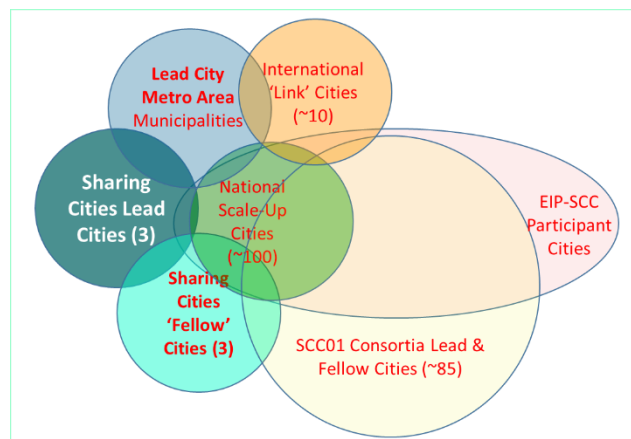 Lead City
Metro Area
Municipalities
International
‘Link’ Cities
(~10)
Sharing
Cities Lead
Cities (3)
National
Scale-Up
Cities
(~100)
EIP-SCC
Participant
Cities
Sharing
Cities
‘Fellow’
Cities (3)
SCC01 Consortia Lead &
Fellow Cities (~85)